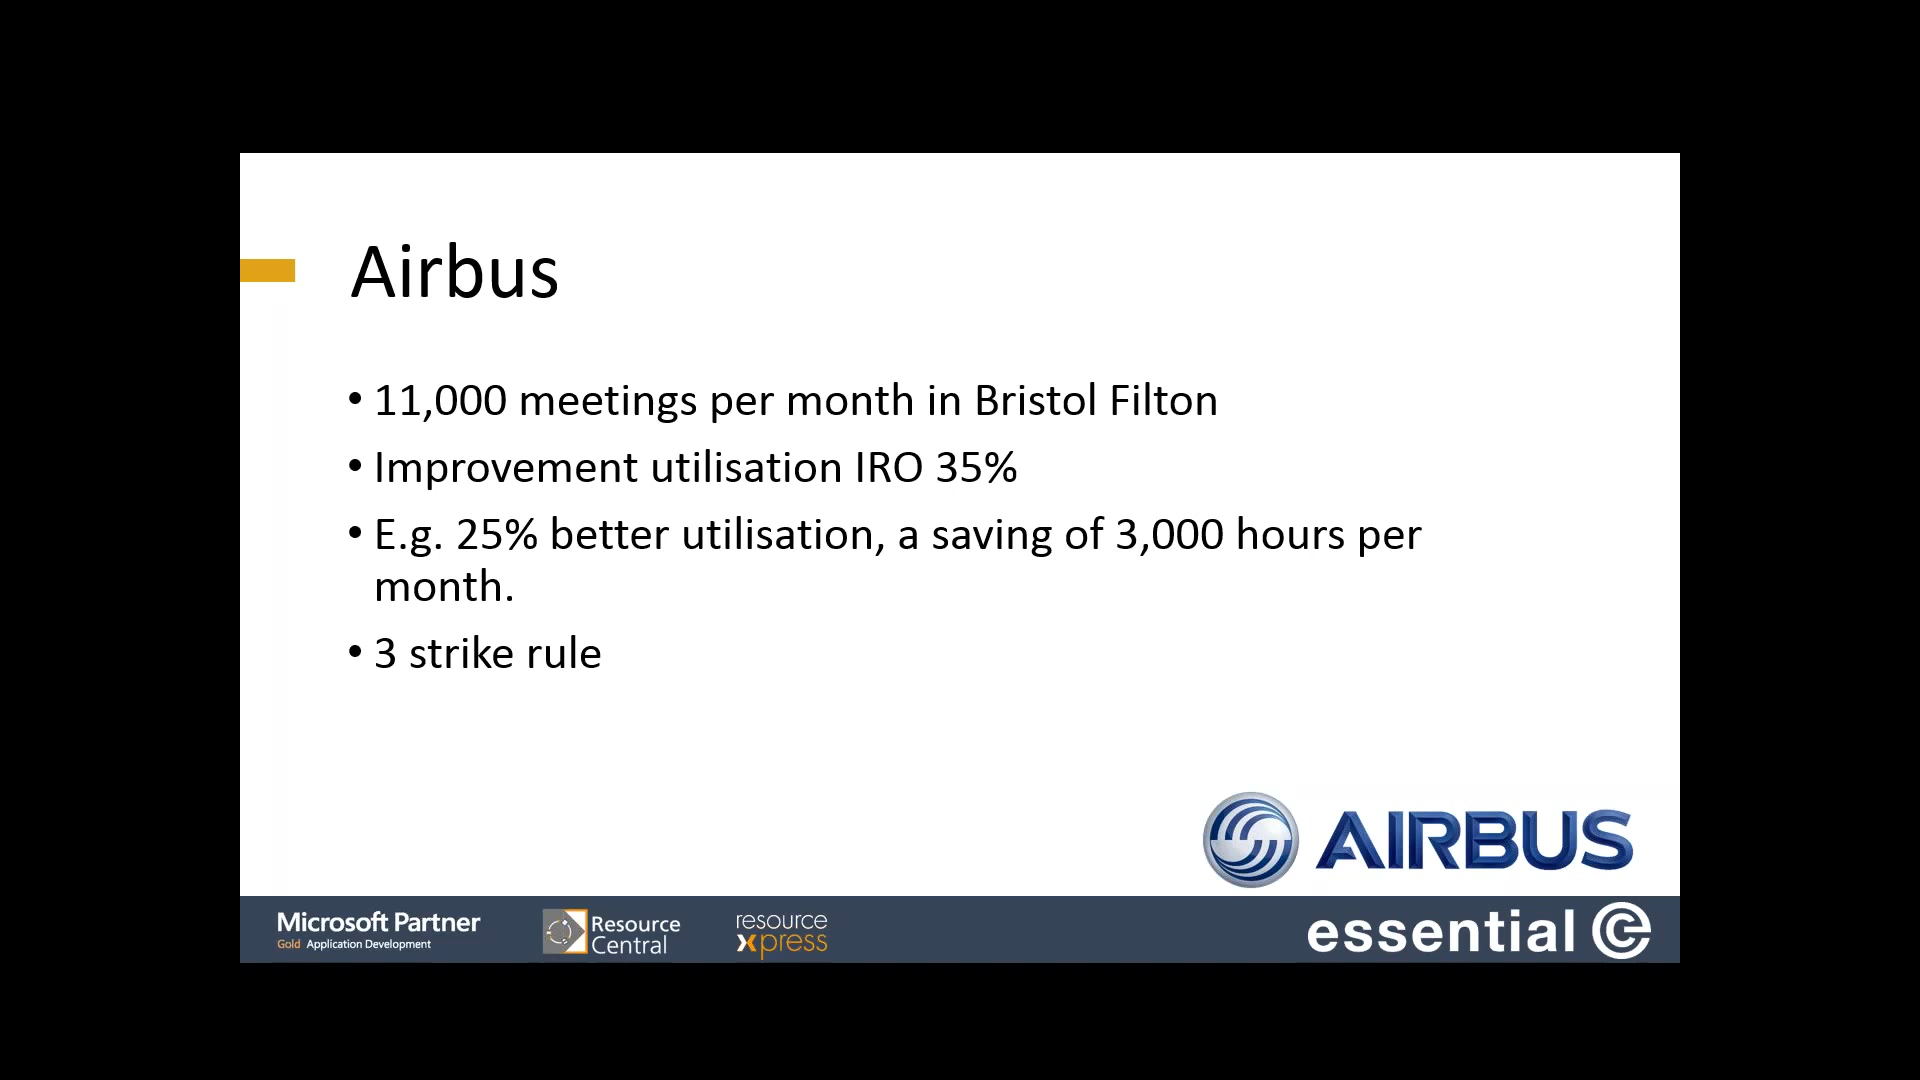 Airbus
• 11,000 meetings per month in Bristol Filton
• Improvement utilisation IRO 35%
• E.g. 25% better utilisation, a saving of 3,000 hours per
month.
• 3 strike rule
AIRBUS
Microsoft Partner
Gold Application Development
Resource
Central
resource
xpress
essential